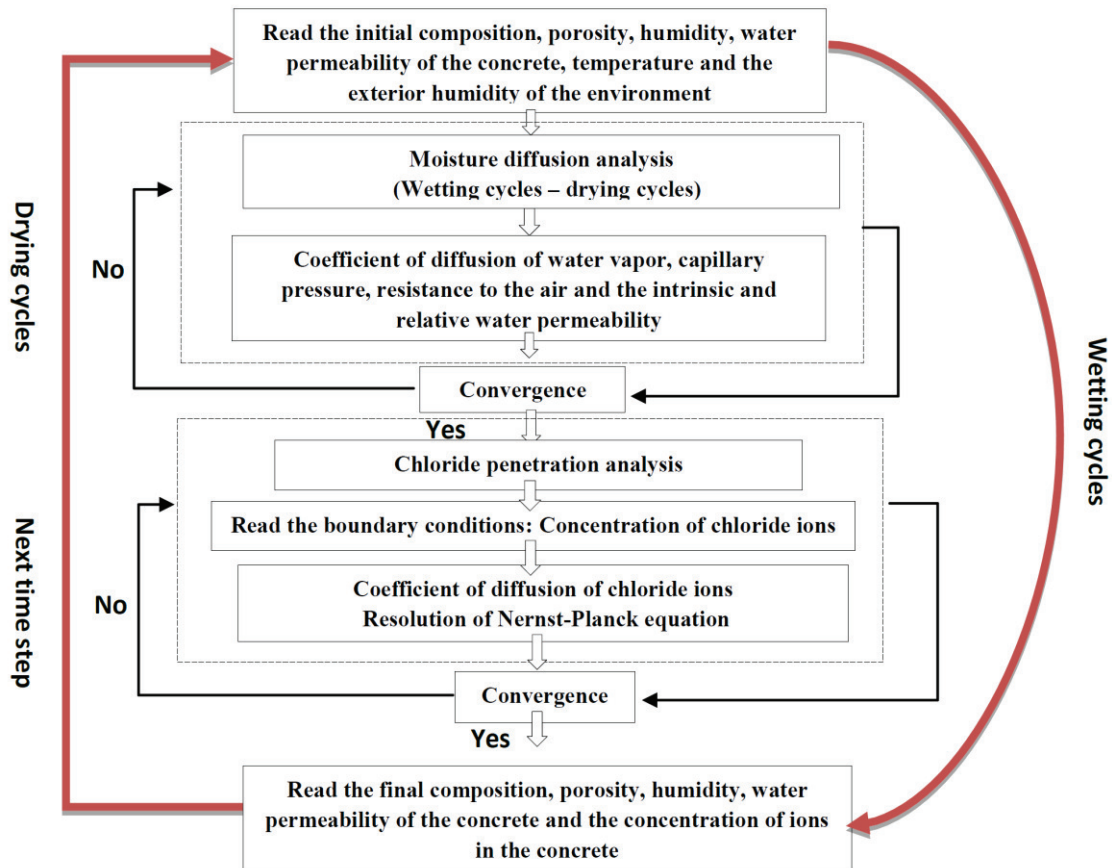 Read the initial composition, porosity, humidity, water
permeability of the concrete, temperature and the
exterior humidity of the environment
Moisture diffusion analysis
(Wetting cycles – drying cycles)
Drying cycles
No
Coefficient of diffusion of water vapor, capillary
pressure, resistance to the air and the intrinsic and
relative water permeability
Wetting cycles
Convergence
Yes
Chloride penetration analysis
Read the boundary conditions: Concentration of chloride ions
Next time step
No
Coefficient of diffusion of chloride ions
Resolution of Nernst-Planck equation
Convergence
Yes
Read the final composition, porosity, humidity, water
permeability of the concrete and the concentration of ions
in the concrete